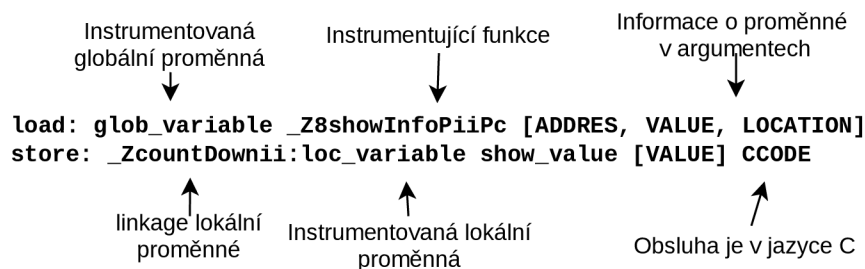 Instrumentovaná
globální proměnná
Instrumentující funkce
Informace o proměnné
v argumentech
load: glob_variable _Z8showInfoPiiPc [ADDRES, VALUE, LOCATION]
store: _ZcountDownii:loc_variable show_value [VALUE] CCODE
linkage lokální
proměnné
Instrumentovaná lokální
proměnná
Obsluha je v jazyce C